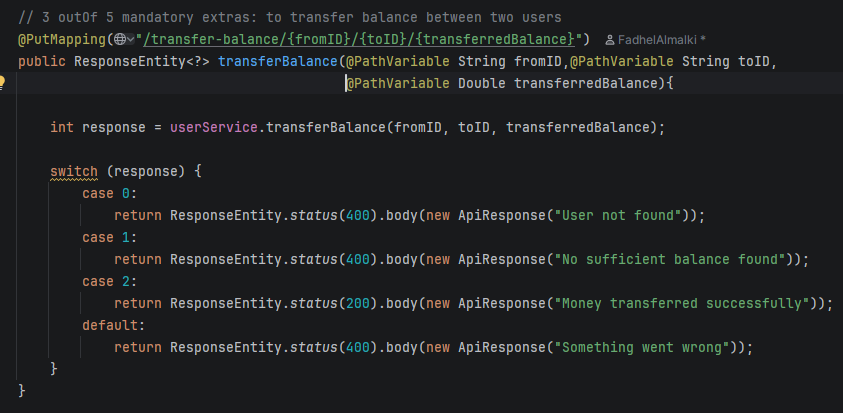 // 3 outOf 5 mandatory extras: to transfer balance between two users
@PutMapping("/transfer-balance/{fromID}/{toID}/{transferredBalance}") FadhelAlmalki *
public ResponseEntity<?> transferBalance(@PathVariable String fromID,@PathVariable String toID,
@PathVariable Double transferredBalance){
int response = userService.transferBalance(fromID, toID, transferredBalance);
switch (response) {
case 0:
return ResponseEntity.status(400).body(new ApiResponse("User not found"));
case 1:
return ResponseEntity.status(400).body(new ApiResponse("No sufficient balance found"));
case 2:
return ResponseEntity.status(200).body(new ApiResponse("Money transferred successfully"));
default:
return ResponseEntity.status(400).body(new ApiResponse("Something went wrong"));
}
}